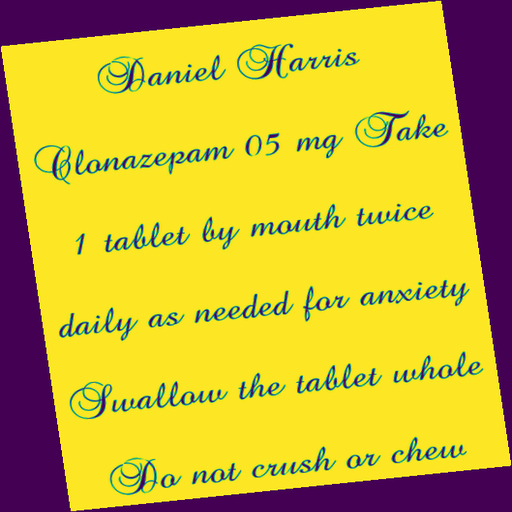 Daniel Harris
Clonazepam 05 mg Take
1 tablet by mouth twice
daily as needed for anxiety
Swallow the tablet whole
Do not crush or chew